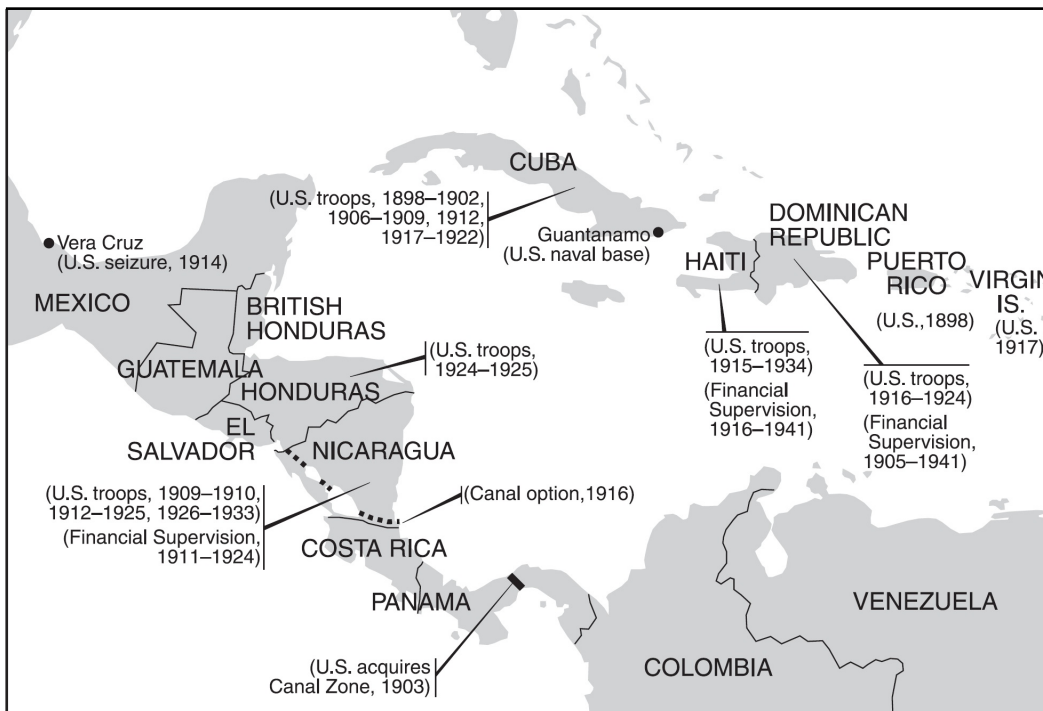 CUBA
(U.S. troops, 1898–1902,
1906–1909, 1912,
1917–1922)
Guantanamo
(U.S. naval base)
DOMINICAN
REPUBLIC
HAITI
PUERTO
RICO
(U.S.,1898)
VIRGIN
IS.
(U.S.
1917)
Vera Cruz
(U.S. seizure, 1914)
MEXICO
BRITISH
HONDURAS
GUATEMALA
HONDURAS
(U.S. troops,
1924–1925)
(U.S. troops,
1915–1934)
(Financial
Supervision,
1916–1941)
(U.S. troops,
1916–1924)
(Financial
Supervision,
1905–1941)
EL
SALVADOR
NICARAGUA
(U.S. troops, 1909–1910,
1912–1925, 1926–1933)
(Financial Supervision,
1911–1924)
(Canal option,1916)
COSTA RICA
PANAMA
(U.S. acquires
Canal Zone, 1903)
COLOMBIA
VENEZUELA